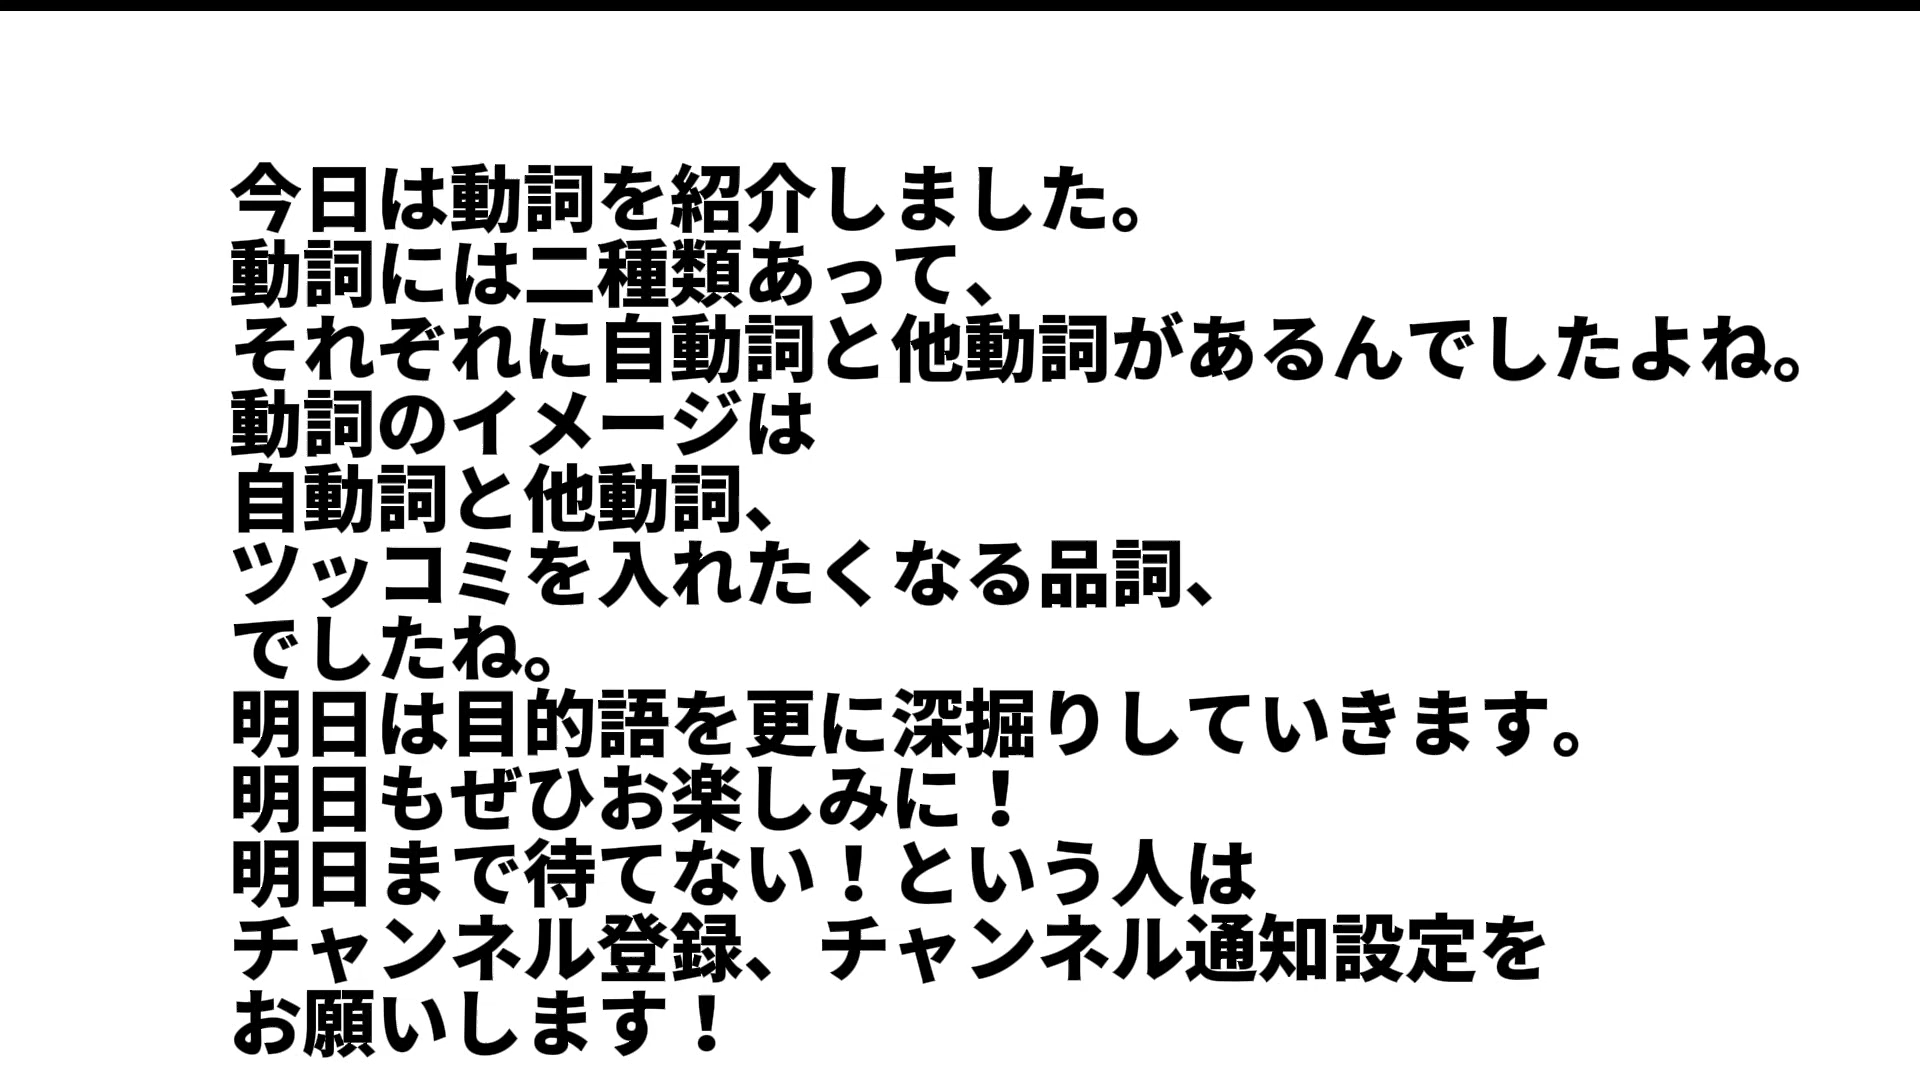 今日は動詞を紹介しました。
動詞には二種類あって、
それぞれに自動詞と他動詞があるんでしたよね。
動詞のイメージは
自動詞と他動詞、
ツッコミを入れたくなる品詞、
でしたね。
明日は目的語を更に深掘りしていきます。
明日もぜひお楽しみに！
明日まで待てない！という人は
チャンネル登録、チャンネル通知設定を
お願いします！